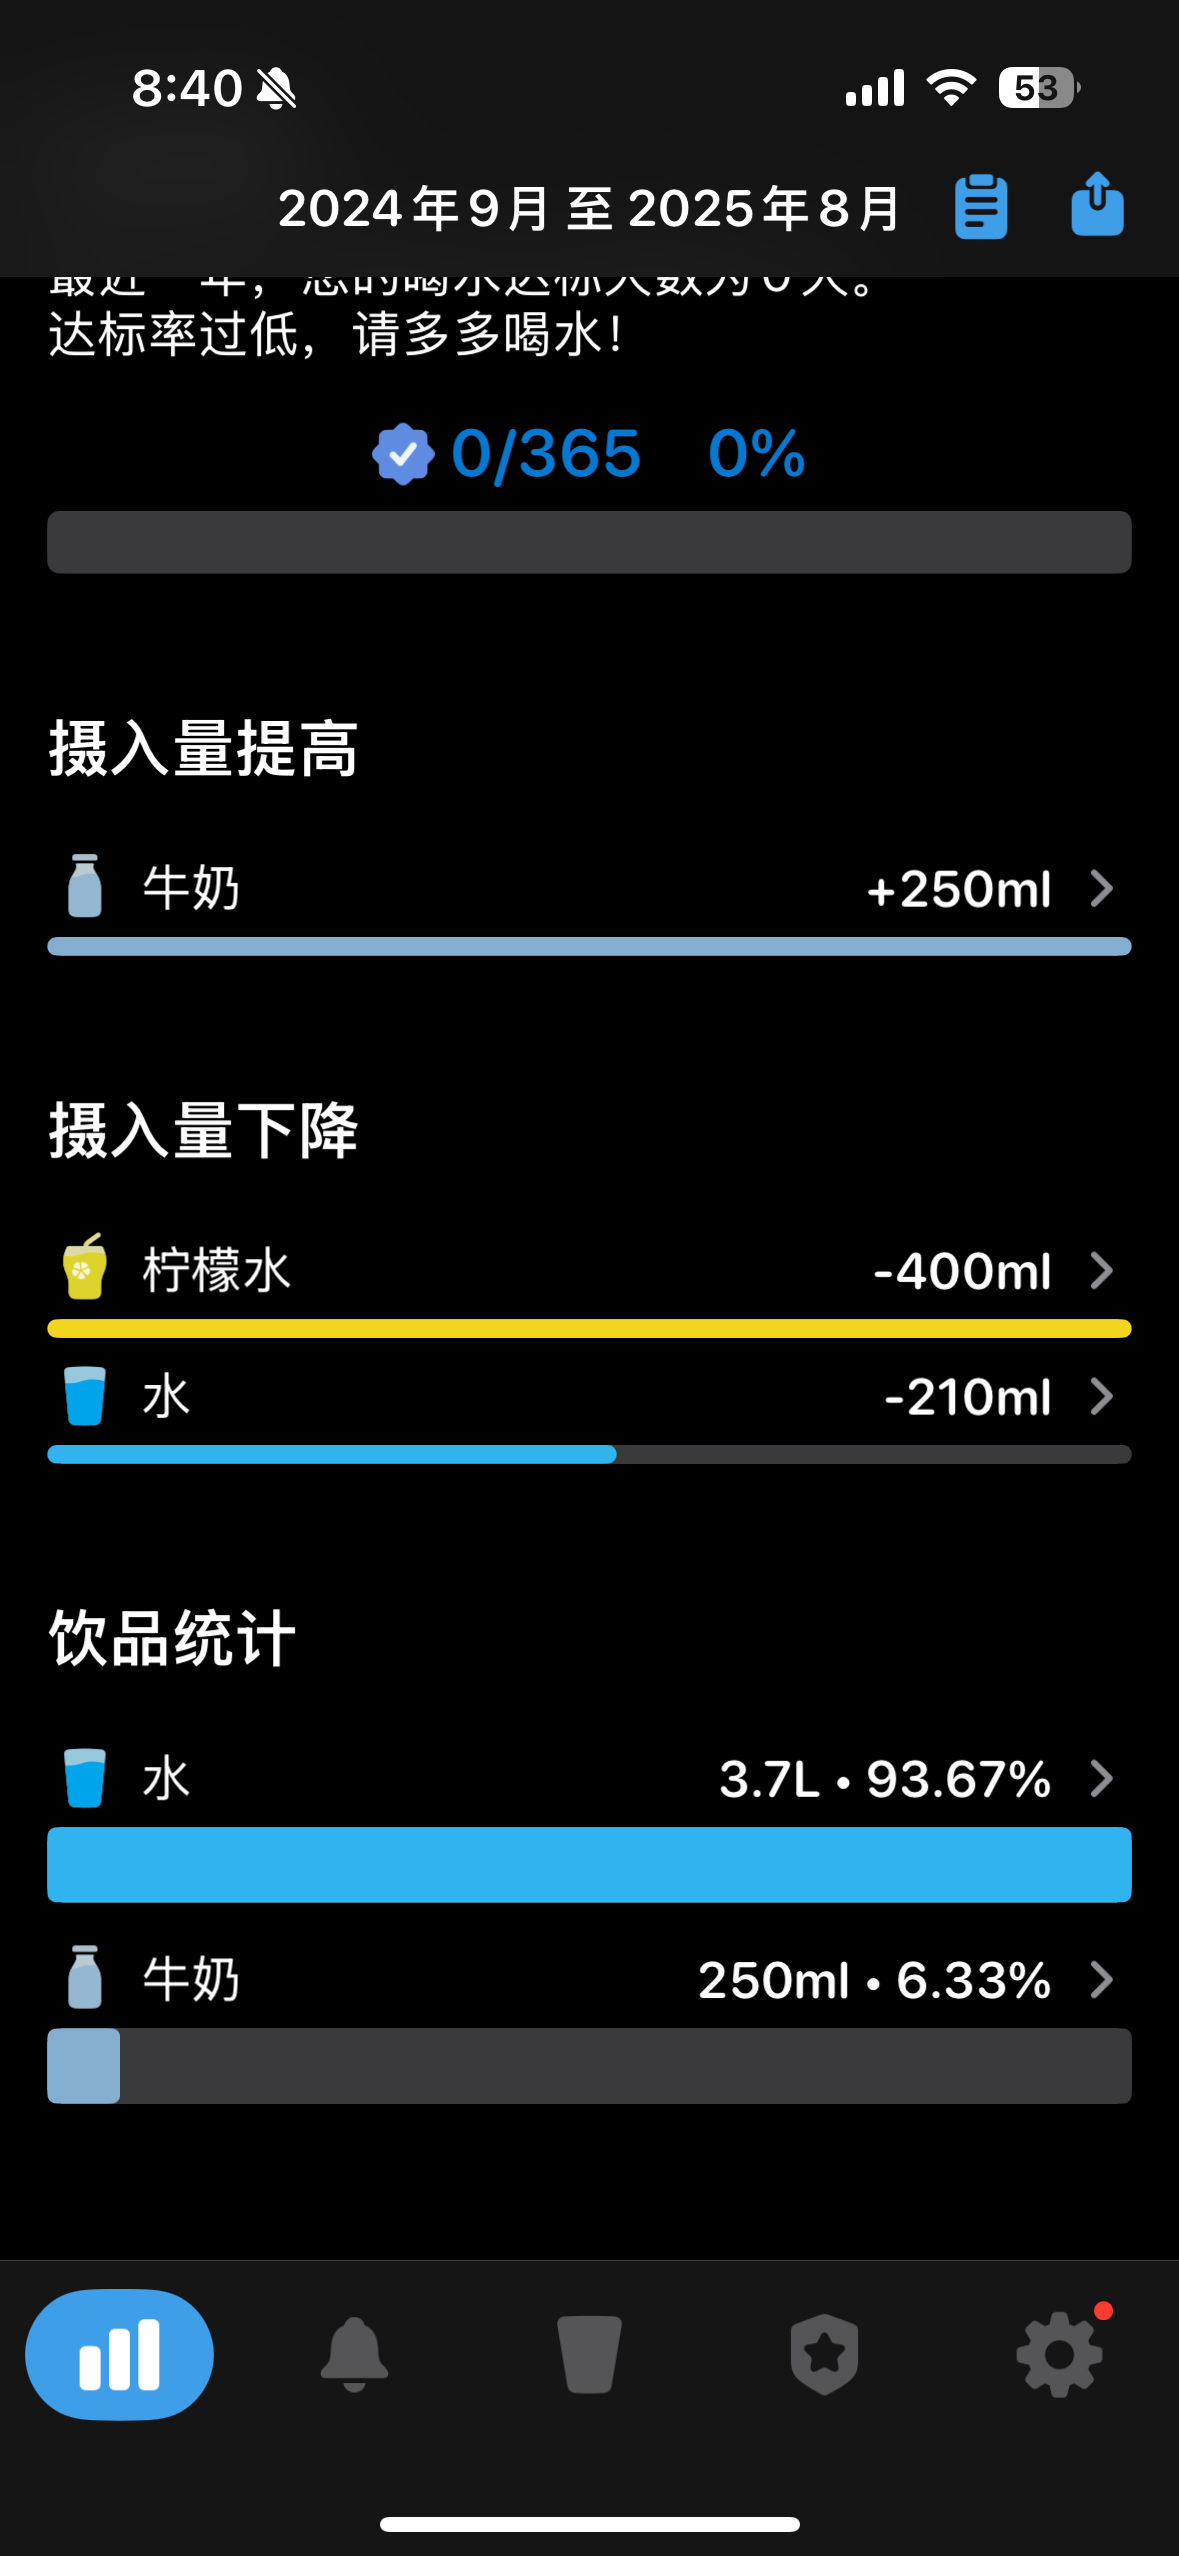 8:40
53
2024年9月 至 2025年8月
达标率过低，请多多喝水！
0/365 0%
摄入量提高
牛奶 +250ml
摄入量下降
柠檬水 -400ml
水 -210ml
饮品统计
水 3.7L • 93.67%
牛奶 250ml • 6.33%